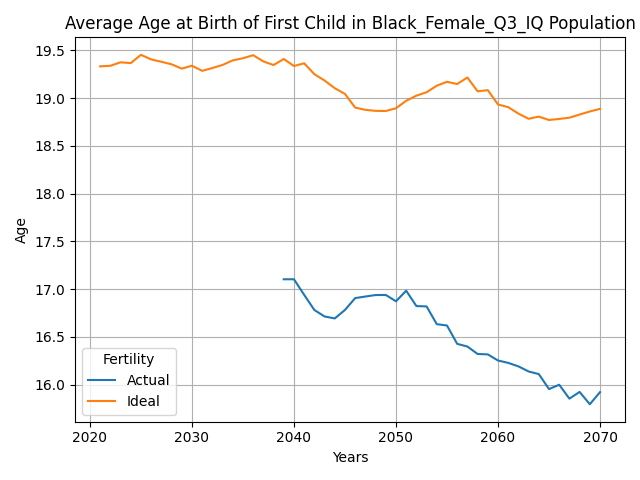 Average Age at Birth of First Child in Black_Female_Q3_IQ Population
19.5
19.0
18.5
18.0
17.5
17.0
16.5
16.0
Age
Fertility
Actual
Ideal
2020 2030 2040 2050 2060 2070
Years